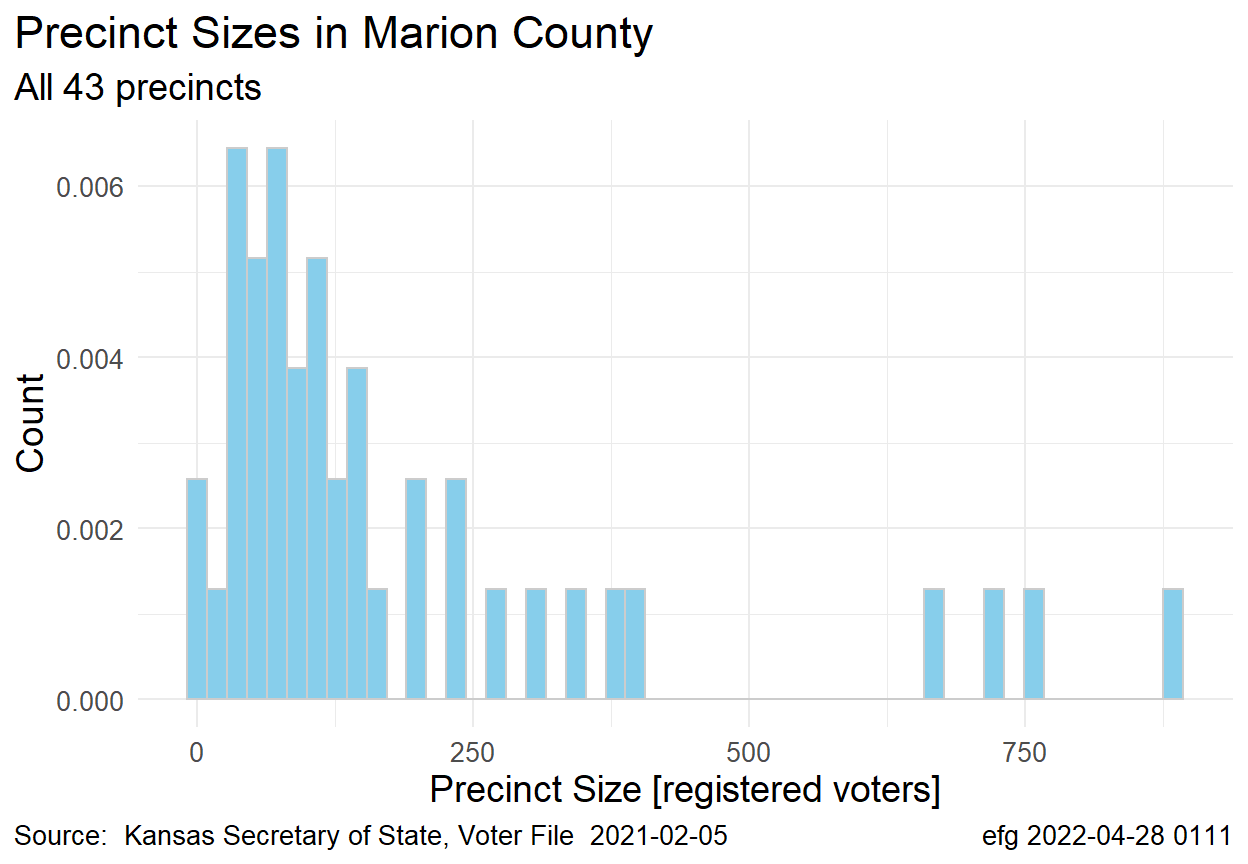 Precinct Sizes in Marion County
All 43 precincts
0.006
0.004
0.002
0.000
Count
0 250 500 750
Precinct Size [registered voters]
Source:  Kansas Secretary of State, Voter File  2021-02-05 efg 2022-04-28 0111